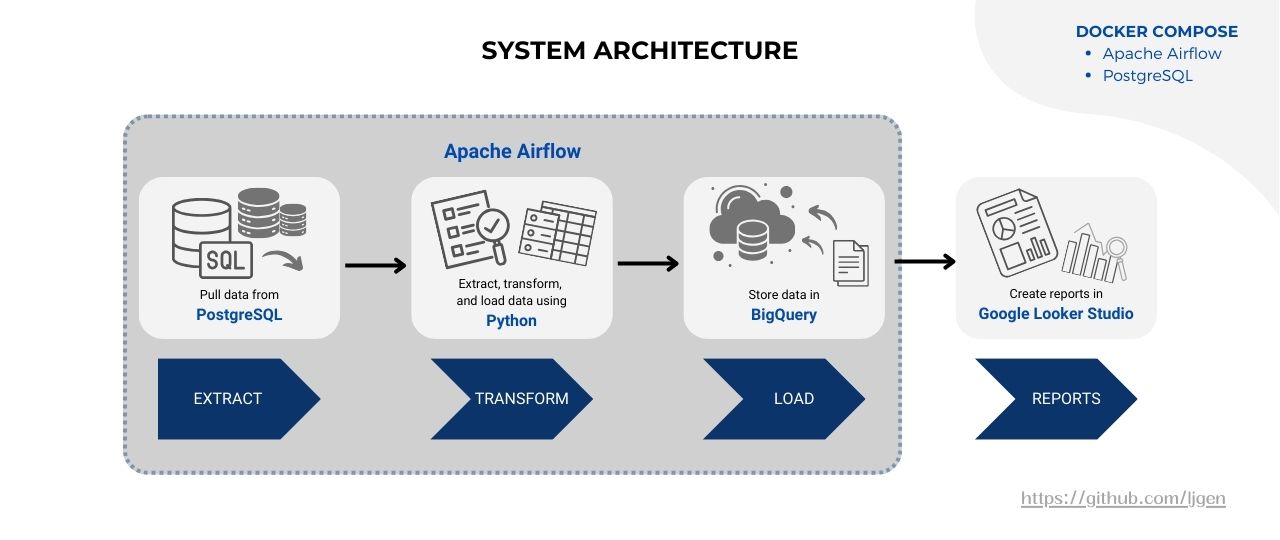 SYSTEM ARCHITECTURE
DOCKER COMPOSE
• Apache Airflow
• PostgreSQL
Apache Airflow
SQL
Pull data from
PostgreSQL
Extract, transform,
and load data using
Python
Store data in
BigQuery
Create reports in
Google Looker Studio
EXTRACT
TRANSFORM
LOAD
REPORTS
https://github.com/ljgen